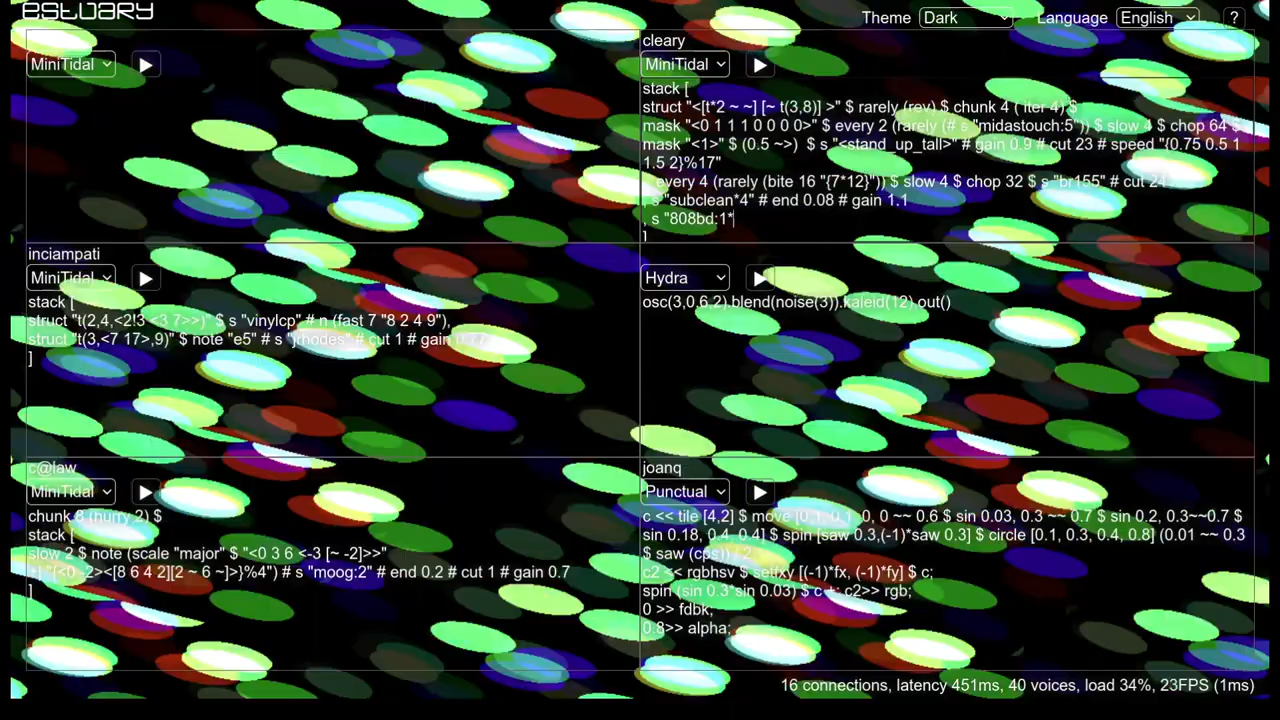 estuary
Theme Dark Language English ?
MiniTidal
cleary
MiniTidal
stack [
struct "<[t*2 ~ ~] [~ t(3,8)] >" $ rarely (rev) $ chunk 4 ( iter 4) $
mask "<0 1 1 1 0 0 0 0>" $ every 2 (rarely (# s "midastouch:5")) $ slow 4 $ chop 64 $
mask "<1>" $ (0.5 ~>) $ s "<stand_up_tall>" # gain 0.9 # cut 23 # speed "{0.75 0.5 1
1.5 2}%17"
, every 4 (rarely (bite 16 "{7*12}")) $ slow 4 $ chop 32 $ s "br155" # cut 24
, s "subclean*4" # end 0.08 # gain 1.1
, s "808bd:1*
]
inciampati
MiniTidal
stack [
struct "t(2,4,<2!3 <3 7>>)" $ s "vinylcp" # n (fast 7 "8 2 4 9"),
struct "t(3,<7 17>,9)" $ note "e5" # s "jrhodes" # cut 1 # gain
]
Hydra
osc(3,0.6,2).blend(noise(3)).kaleid(12).out()
c@law
MiniTidal
chunk 8 (hurry 2) $
stack [
slow 2 $ note (scale "major" $ "<0 3 6 <-3 [~ -2]>>"
"{<0 -2><[8 6 4 2][2 ~ 6 ~]>}%4") # s "moog:2" # end 0.2 # cut 1 # gain 0.7
]
joanq
Punctual
c << tile [4,2] $ move [0,1, 0.1, 0, 0 ~~ 0.6 $ sin 0.03, 0.3 ~~ 0.7 $ sin 0.2, 0.3~~0.7 $
sin 0.18, 0.4, 0.4] $ spin [saw 0.3,(-1)*saw 0.3] $ circle [0.1, 0.3, 0.4, 0.8] (0.01 ~~ 0.3
$ saw (cps)) / 2;
c2 << rgbhsv $ setfxy [(-1)*fx, (-1)*fy] $ c;
spin (sin 0.3*sin 0.03) $ c +: c2>> rgb;
0 >> fdbk;
0.8>> alpha;
16 connections, latency 451ms, 40 voices, load 34%, 23FPS (1ms)